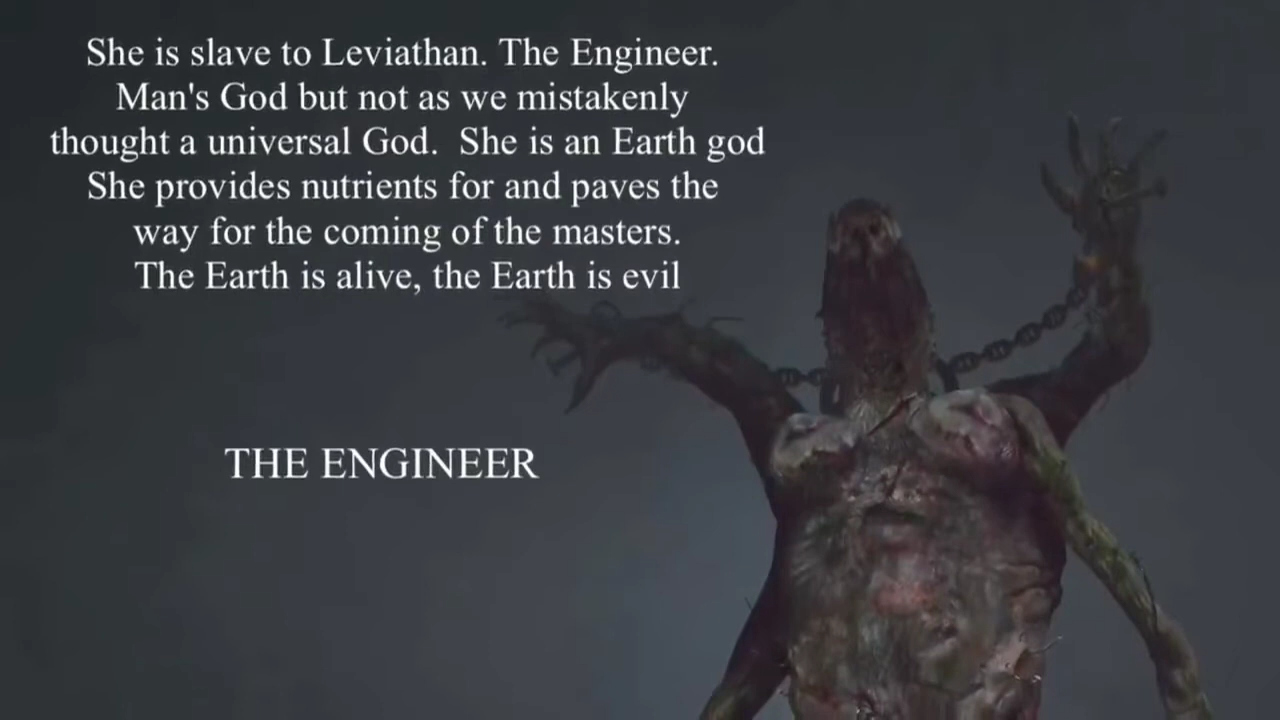 She is slave to Leviathan. The Engineer.
Man's God but not as we mistakenly
thought a universal God.  She is an Earth god
She provides nutrients for and paves the
way for the coming of the masters.
The Earth is alive, the Earth is evil
THE ENGINEER